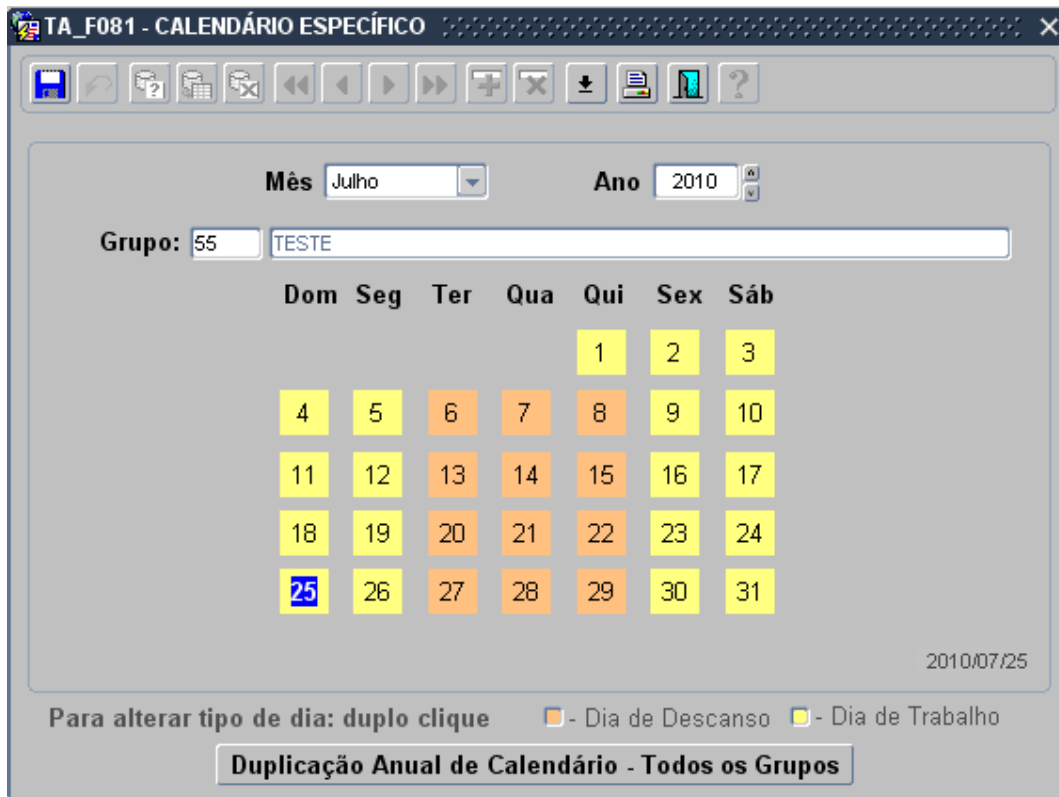 TA_F081 - CALENDÁRIO ESPECÍFICO
Mês Julho Ano 2010
Grupo: 55 TESTE
Dom Seg Ter Qua Qui Sex Sáb
1 2 3
4 5 6 7 8 9 10
11 12 13 14 15 16 17
18 19 20 21 22 23 24
25 26 27 28 29 30 31
2010/07/25
Para alterar tipo de dia: duplo clique - Dia de Descanso - Dia de Trabalho
Duplicação Anual de Calendário - Todos os Grupos